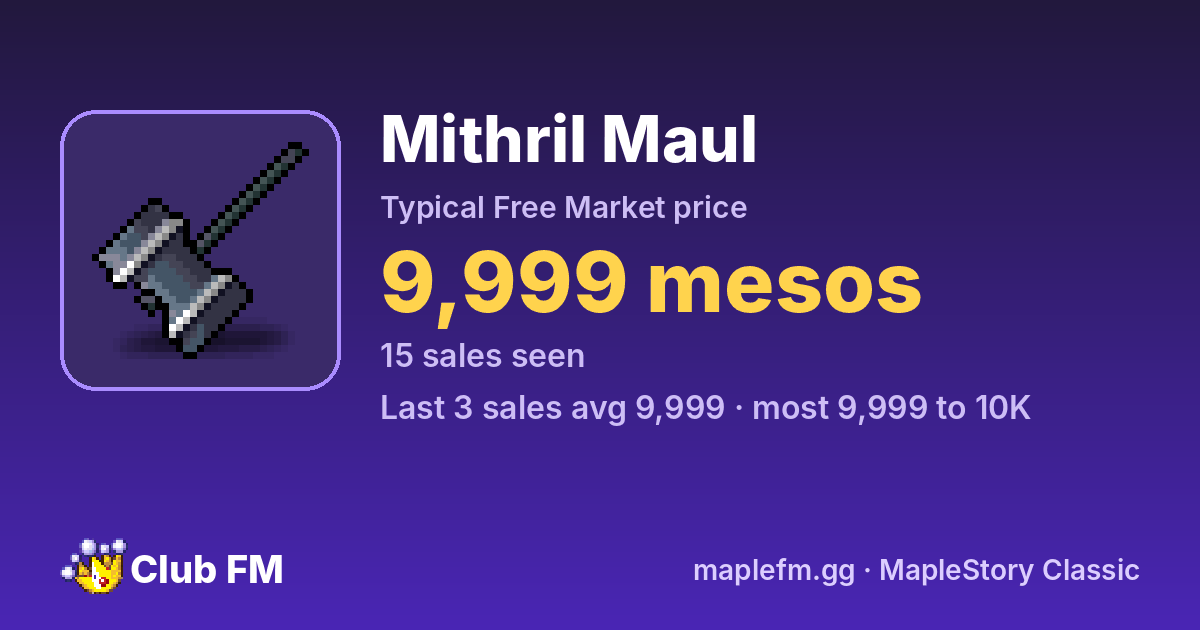 Mithril Maul
Typical Free Market price
9,999 mesos
15 sales seen
Last 3 sales avg 9,999 · most 9,999 to 10K
Club FM
maplefm.gg · MapleStory Classic